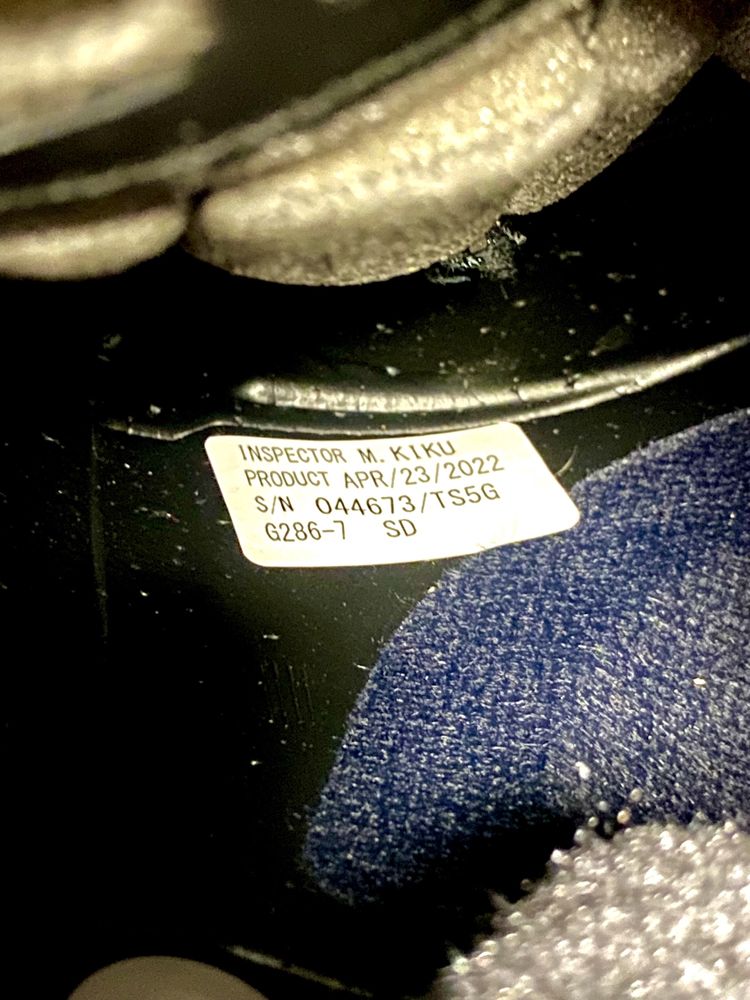 INSPECTOR M. KIKU
PRODUCT APR/23/2022
S/N 044673/TS5G
G286-7 SD